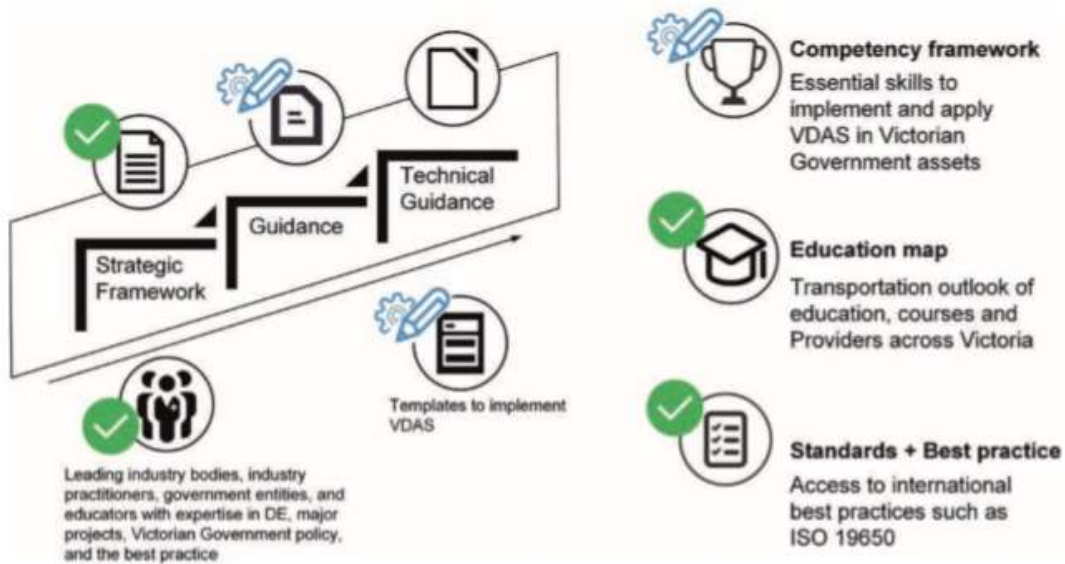 Strategic
Framework
Guidance
Technical
Guidance
Templates to implement
VDAS
Leading industry bodies, industry
practitioners, government entities, and
educators with expertise in DE, major
projects, Victorian Government policy,
and the best practice
Competency framework
Essential skills to
implement and apply
VDAS in Victorian
Government assets
Education map
Transportation outlook of
education, courses and
Providers across Victoria
Standards + Best practice
Access to international
best practices such as
ISO 19650